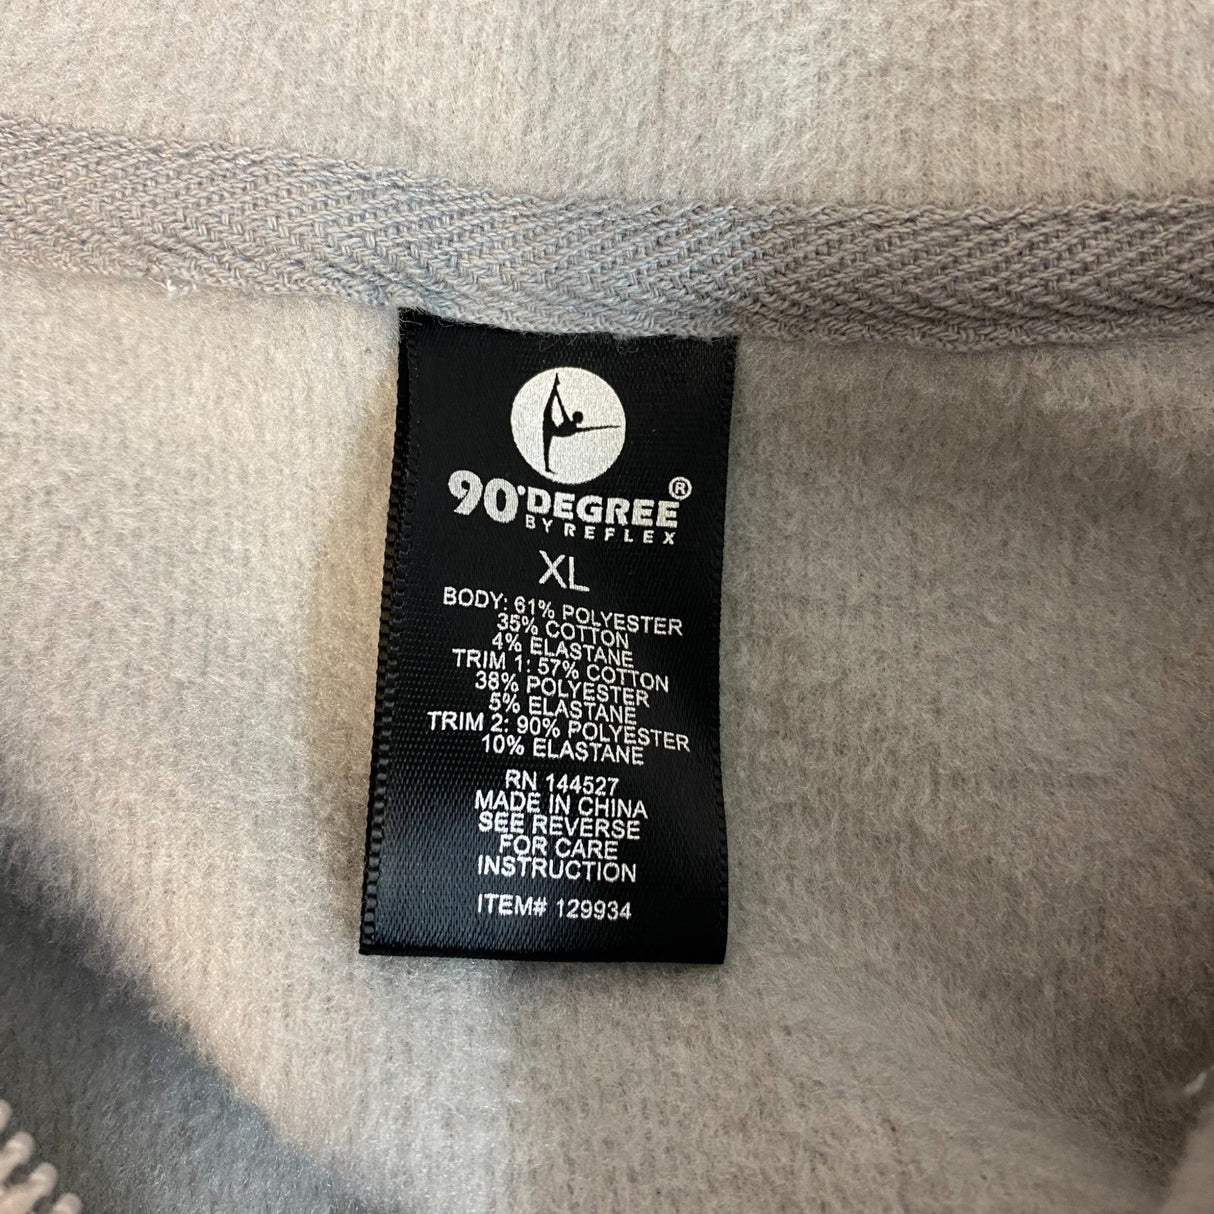 90°DEGREE®
BY REFLEX
XL
BODY: 61% POLYESTER
35% COTTON
4% ELASTANE
TRIM 1: 57% COTTON
38% POLYESTER
5% ELASTANE
TRIM 2: 90% POLYESTER
10% ELASTANE
RN 144527
MADE IN CHINA
SEE REVERSE
FOR CARE
INSTRUCTION
ITEM# 129934